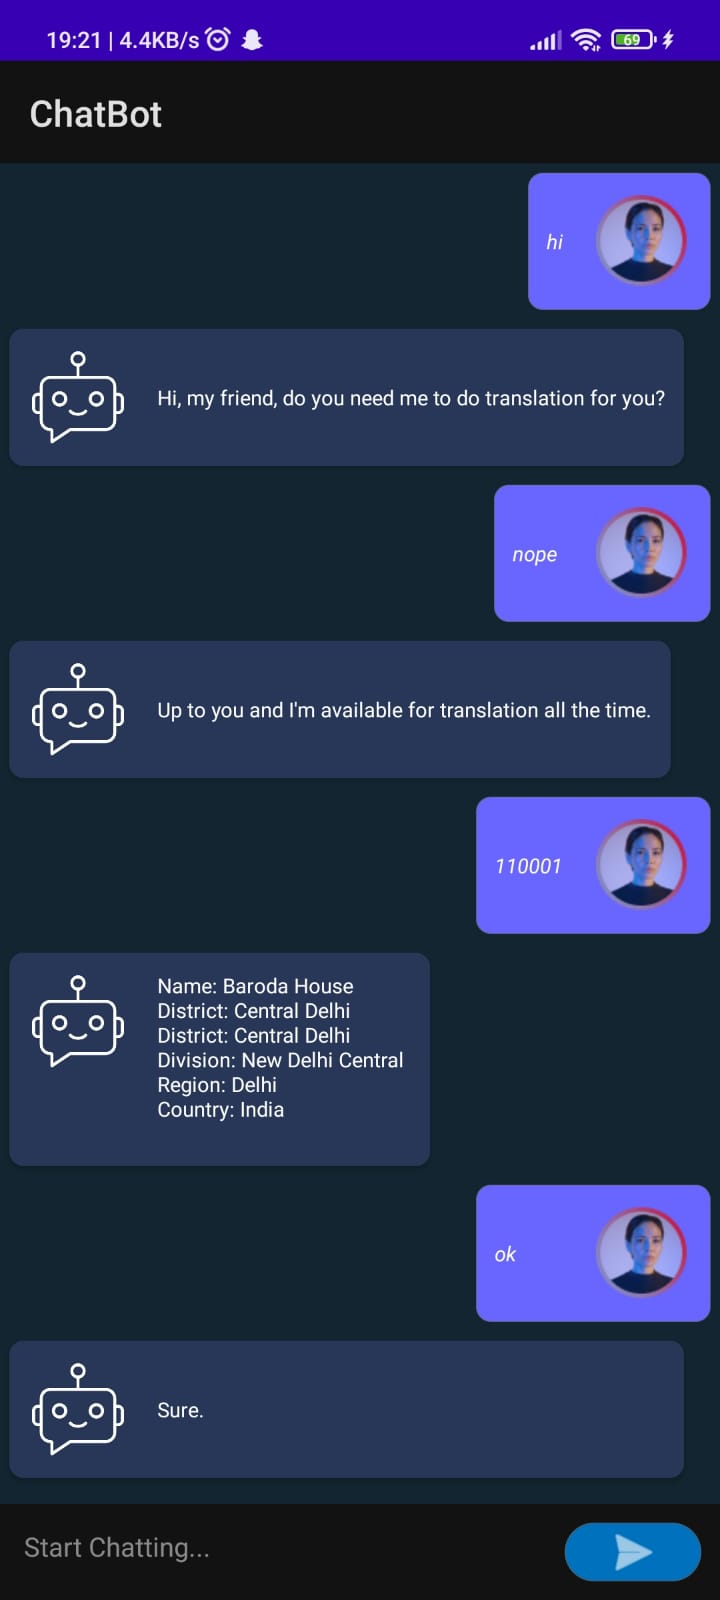 19:21 | 4.4KB/s
69
ChatBot
hi
Hi, my friend, do you need me to do translation for you?
nope
Up to you and I'm available for translation all the time.
110001
Name: Baroda House
District: Central Delhi
District: Central Delhi
Division: New Delhi Central
Region: Delhi
Country: India
ok
Sure.
Start Chatting...